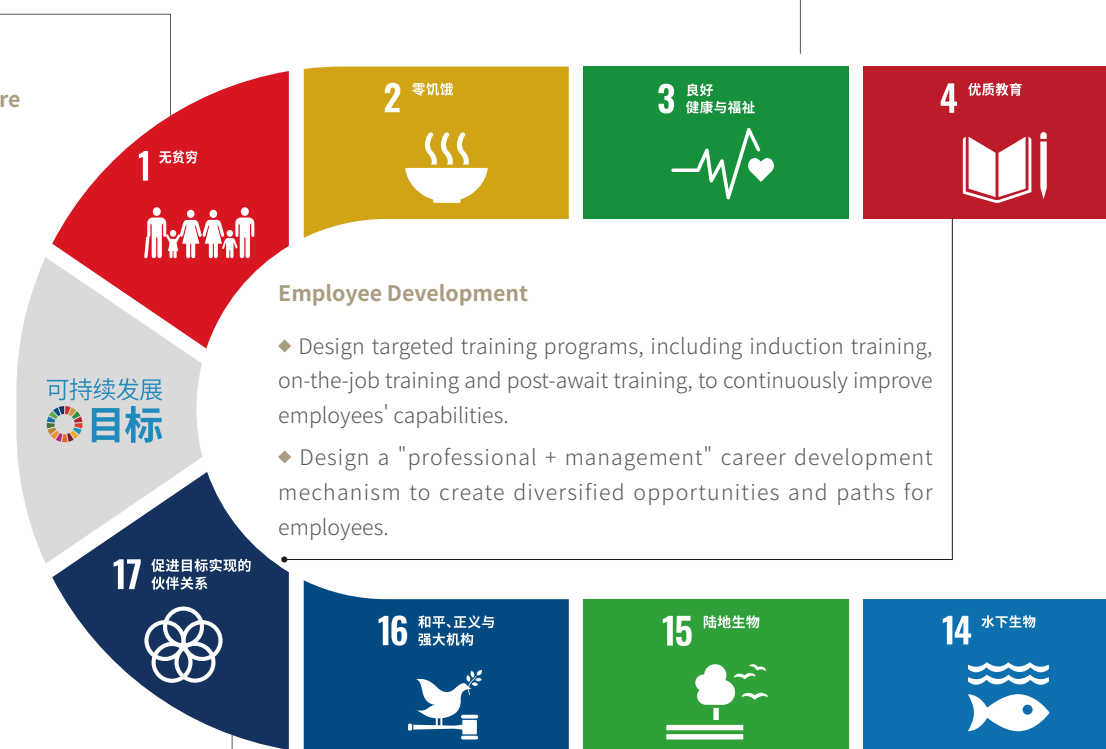 re
1 无贫穷
2 零饥饿
3 良好
健康与福祉
4 优质教育
Employee Development
◆ Design targeted training programs, including induction training,
on-the-job training and post-await training, to continuously improve
employees' capabilities.
◆ Design a "professional + management" career development
mechanism to create diversified opportunities and paths for
employees.
可持续发展
目标
17 促进目标实现的
伙伴关系
16 和平、正义与
强大机构
15 陆地生物
14 水下生物